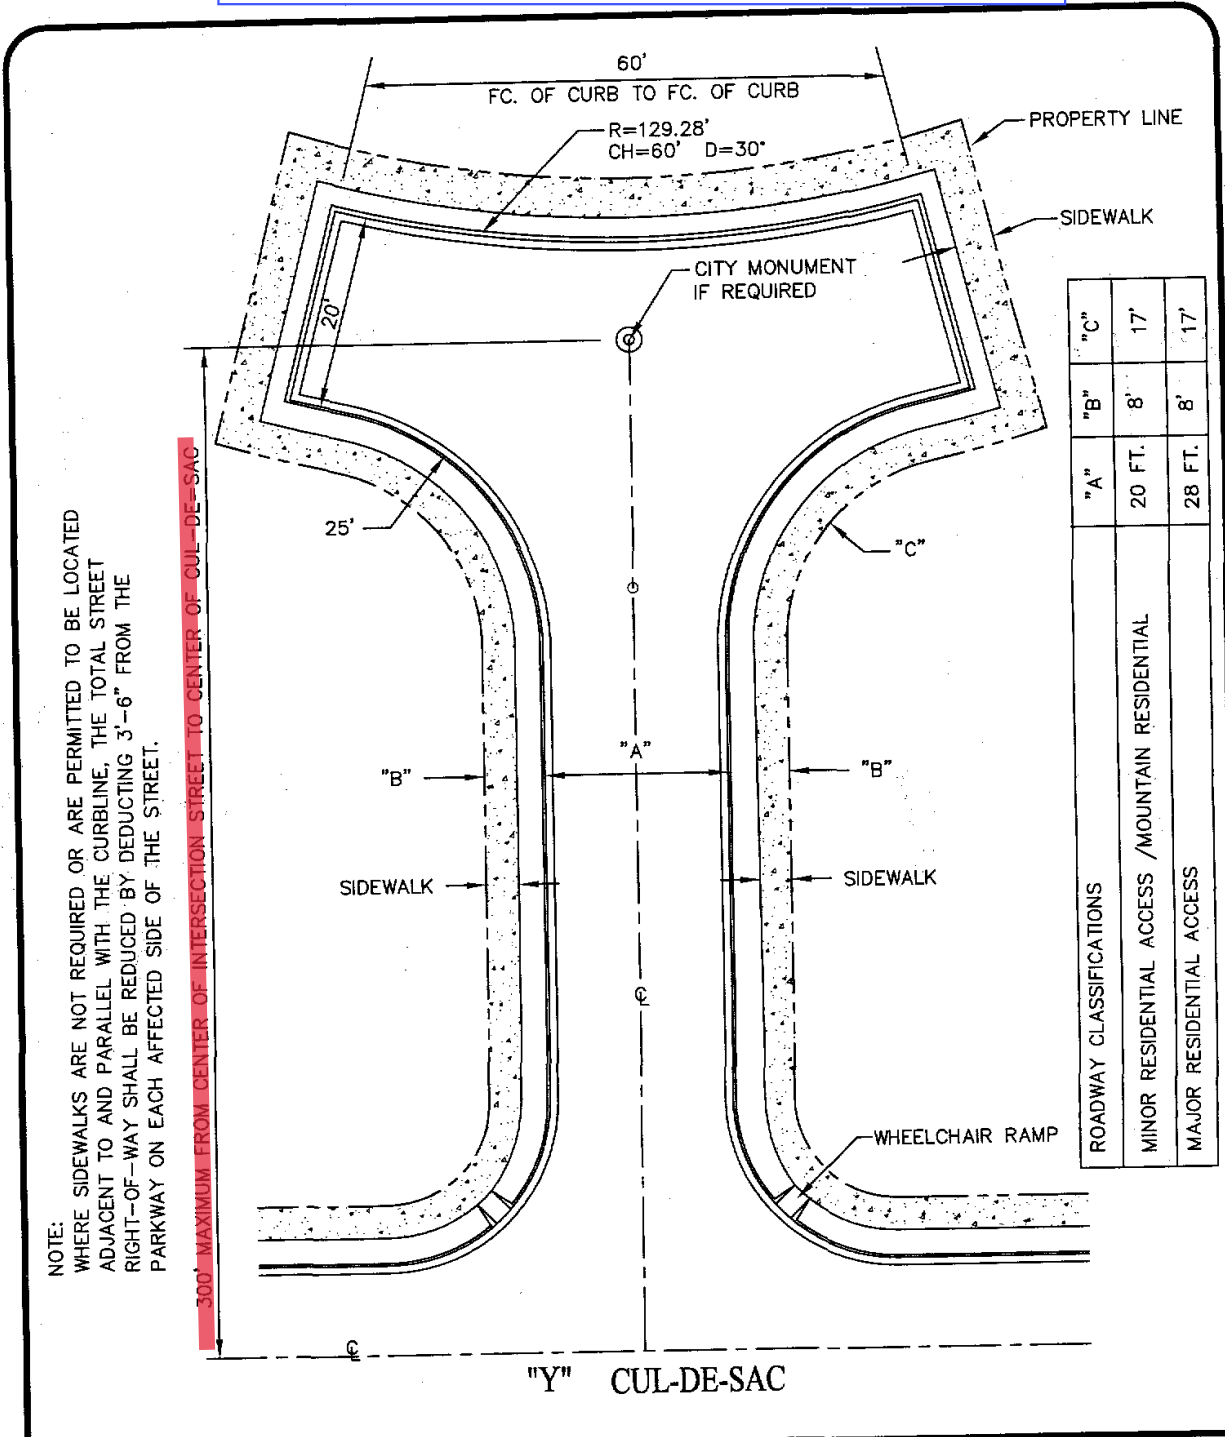 60'
FC. OF CURB TO FC. OF CURB
R=129.28'
CH=60' D=30°
PROPERTY LINE
SIDEWALK
CITY MONUMENT
IF REQUIRED
20'
25'
"C"
"A"
"B"
"B"
SIDEWALK
SIDEWALK
℄
WHEELCHAIR RAMP
℄
300' MAXIMUM FROM CENTER OF INTERSECTION STREET TO CENTER OF CUL-DE-SAC
NOTE:
WHERE SIDEWALKS ARE NOT REQUIRED OR ARE PERMITTED TO BE LOCATED
ADJACENT TO AND PARALLEL WITH THE CURBLINE, THE TOTAL STREET
RIGHT-OF-WAY SHALL BE REDUCED BY DEDUCTING 3'-6" FROM THE
PARKWAY ON EACH AFFECTED SIDE OF THE STREET.
ROADWAY CLASSIFICATIONS "A" "B" "C"
MINOR RESIDENTIAL ACCESS /MOUNTAIN RESIDENTIAL 20 FT. 8' 17'
MAJOR RESIDENTIAL ACCESS 28 FT. 8' 17'
"Y" CUL-DE-SAC